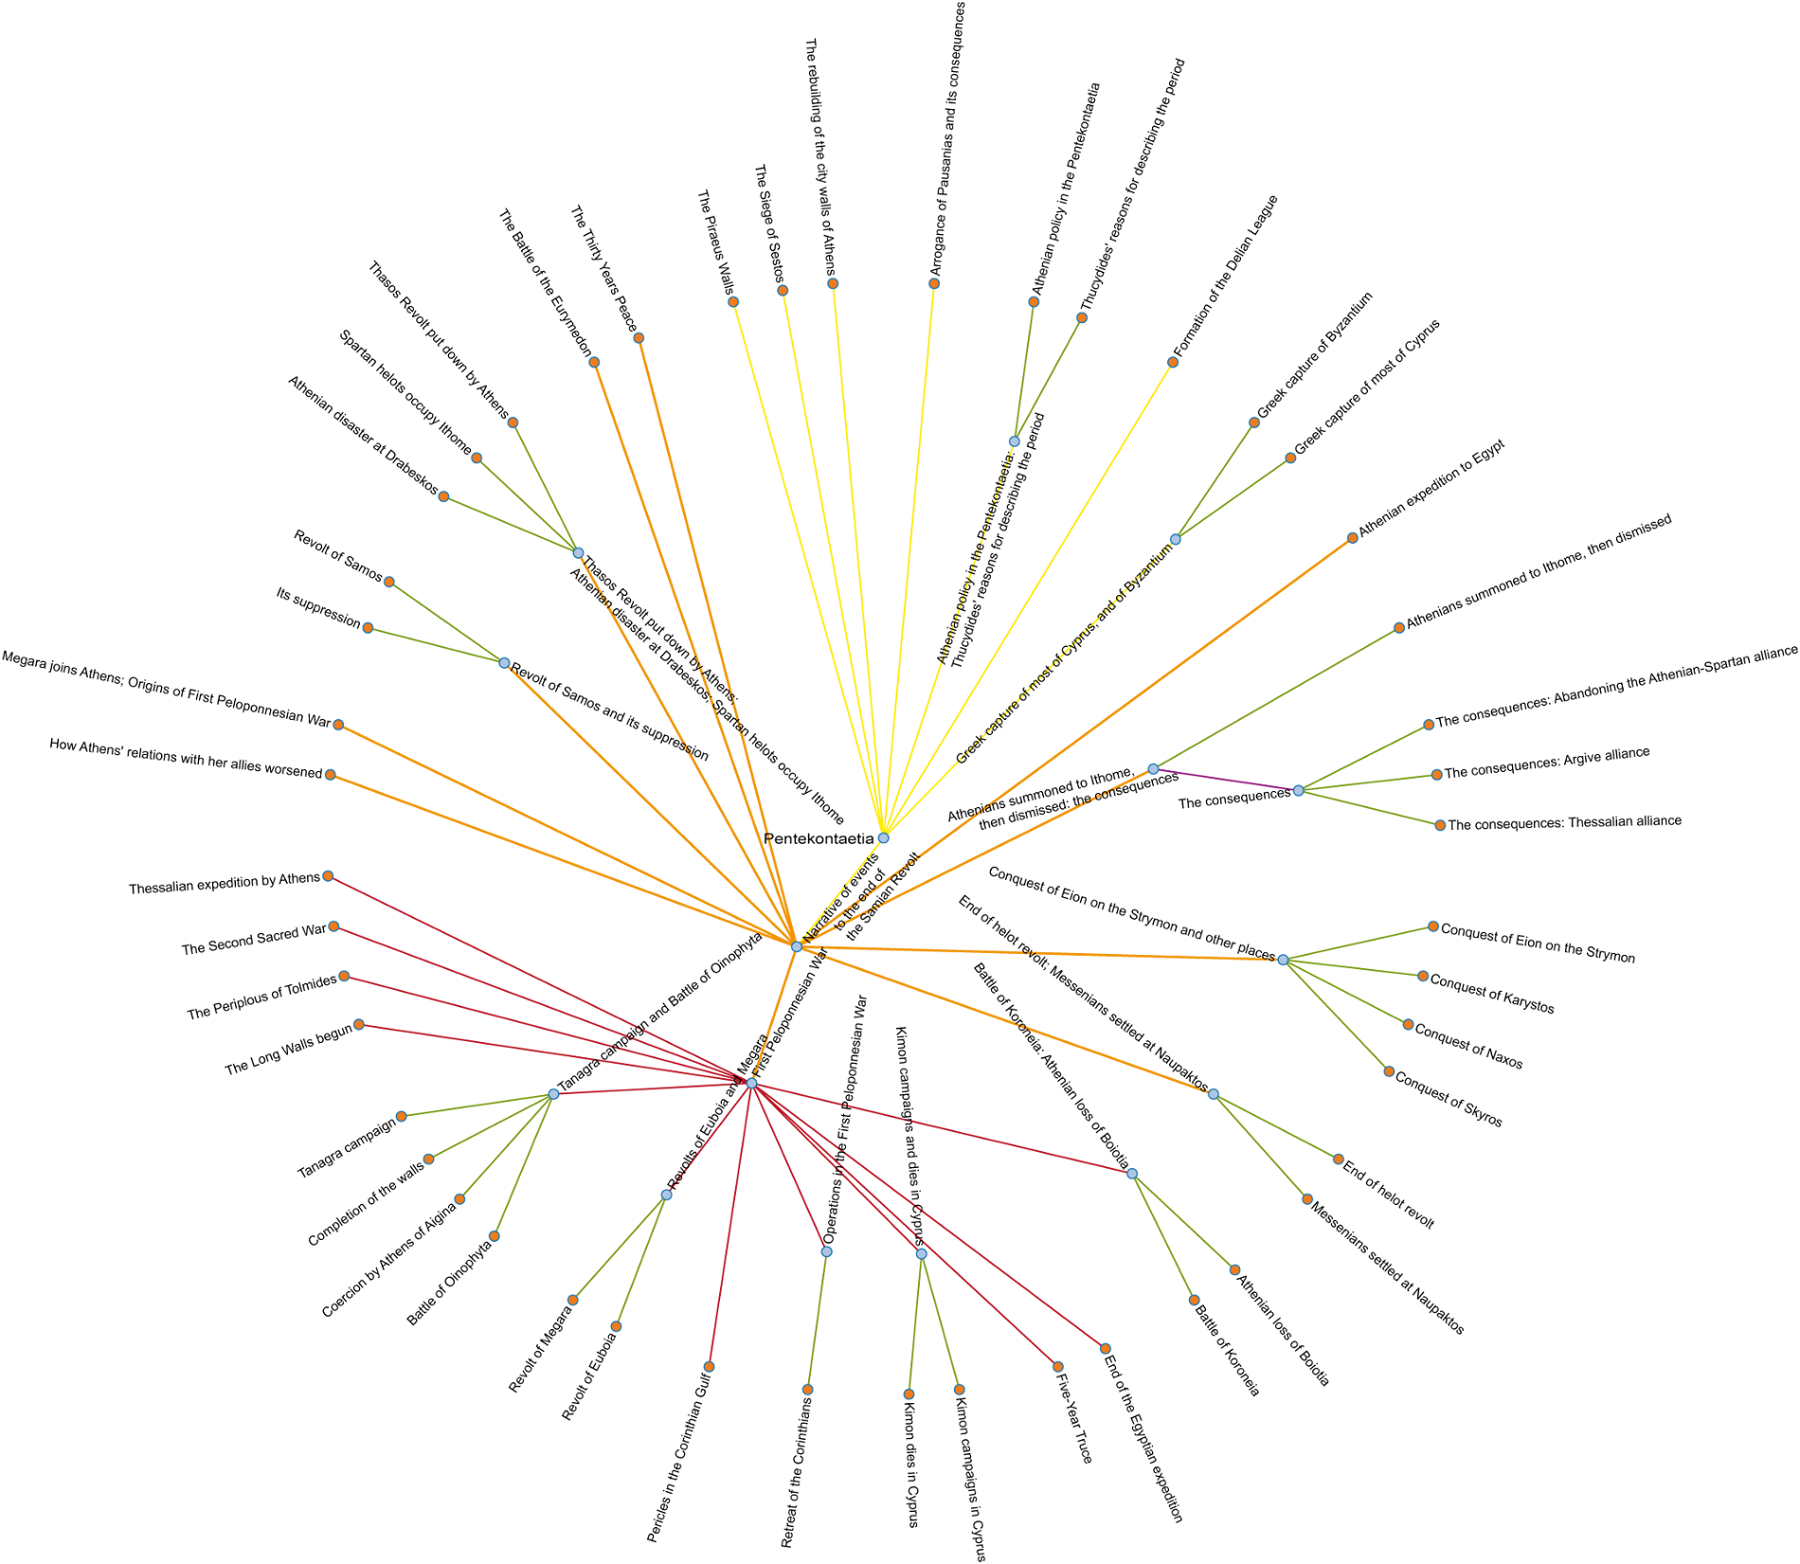 Arrogance of Pausanias and its consequences
The rebuilding of the city walls of Athens
The Siege of Sestos
The Piraeus Walls
Athenian policy in the Pentekontaetia
Thucydides' reasons for describing the period
Formation of the Delian League
Greek capture of Byzantium
Greek capture of most of Cyprus
Athenian expedition to Egypt
Athenians summoned to Ithome, then dismissed
The consequences: Abandoning the Athenian-Spartan alliance
The consequences: Argive alliance
The consequences: Thessalian alliance
Conquest of Eion on the Strymon
Conquest of Karystos
Conquest of Naxos
Conquest of Skyros
End of helot revolt
Messenians settled at Naupaktos
Athenian loss of Boiotia
Battle of Koroneia
End of the Egyptian expedition
Five-Year Truce
Kimon campaigns in Cyprus
Kimon dies in Cyprus
Retreat of the Corinthians
Pericles in the Corinthian Gulf
Revolt of Euboia
Revolt of Megara
Battle of Oinophyta
Coercion by Athens of Aigina
Completion of the walls
Tanagra campaign
The Long Walls begun
The Periplous of Tolmides
The Second Sacred War
Thessalian expedition by Athens
How Athens' relations with her allies worsened
Megara joins Athens; Origins of First Peloponnesian War
Its suppression
Revolt of Samos
Athenian disaster at Drabeskos
Spartan helots occupy Ithome
Thasos Revolt put down by Athens
The Battle of the Eurymedon
The Thirty Years Peace
Thasos Revolt put down by Athens;
Athenian disaster at Drabeskos; Spartan helots occupy Ithome
Revolt of Samos and its suppression
Athenian policy in the Pentekontaetia;
Thucydides' reasons for describing the period
Greek capture of most of Cyprus, and of Byzantium
Athenians summoned to Ithome,
then dismissed: the consequences
The consequences
Pentekontaetia
Narrative of events
to the end of
the Samian Revolt
Conquest of Eion on the Strymon and other places
End of helot revolt; Messenians settled at Naupaktos
Battle of Koroneia: Athenian loss of Boiotia
First Peloponnesian War
Tanagra campaign and Battle of Oinophyta
Revolts of Euboia and Megara
Operations in the First Peloponnesian War
Kimon campaigns and dies in Cyprus